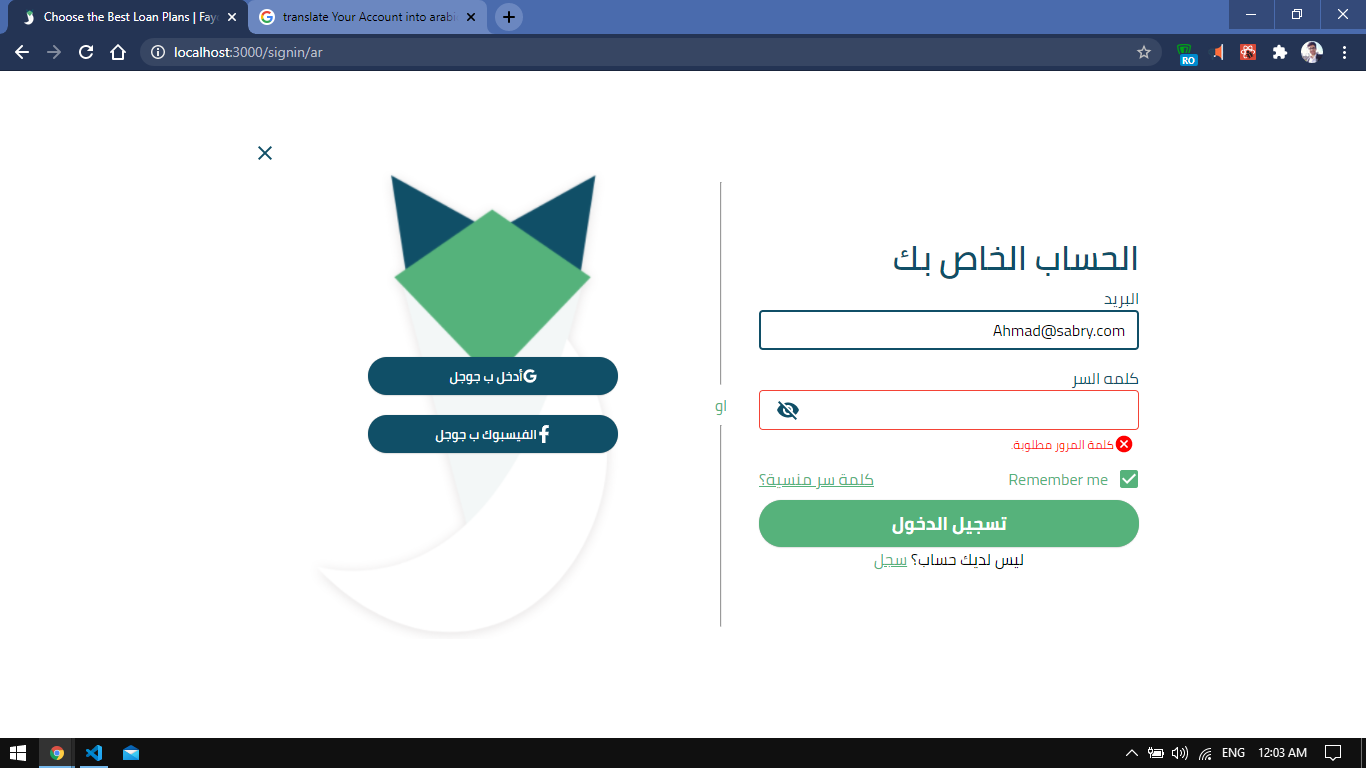 Choose the Best Loan Plans | Fay
translate Your Account into arabi
localhost:3000/signin/ar
RO
الحساب الخاص بك
البريد
Ahmad@sabry.com
كلمه السر
كلمة المرور مطلوبة.
Remember me
كلمة سر منسية؟
تسجيل الدخول
ليس لديك حساب؟ سجل
او
أدخل ب جوجل
الفيسبوك ب جوجل
ENG
12:03 AM